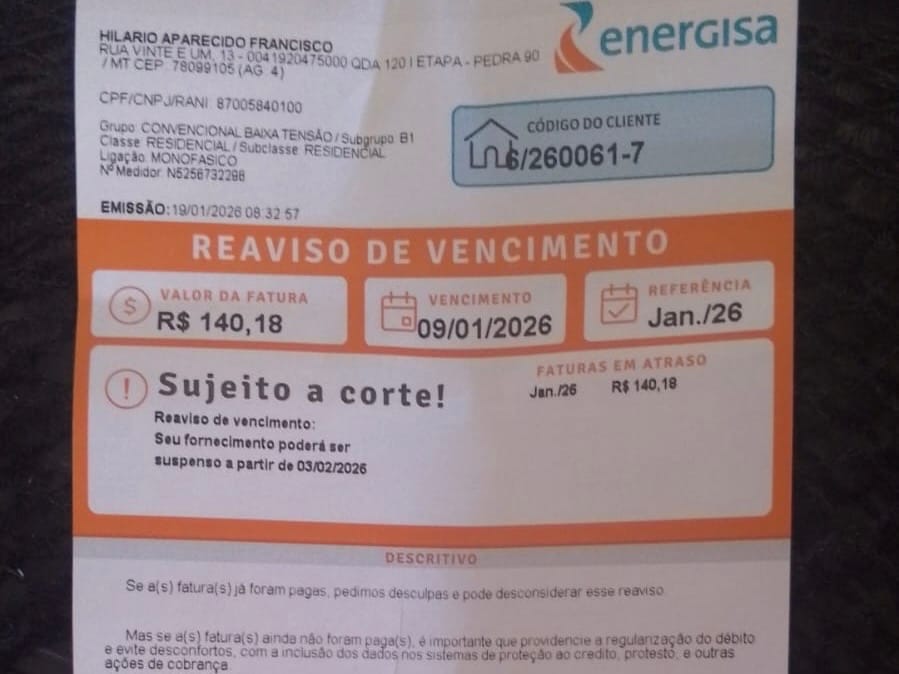 energisa
HILARIO APARECIDO FRANCISCO
RUA VINTE E UM, 13 - 0041920475000 QDA 120 I ETAPA - PEDRA 90
/ MT CEP: 78099105 (AG. 4)
CPF/CNPJ/RANI: 87005840100
Grupo: CONVENCIONAL BAIXA TENSÃO / Subgrupo: B1
Classe: RESIDENCIAL / Subclasse: RESIDENCIAL
Ligação: MONOFASICO
Nº Medidor: N5256732298
CÓDIGO DO CLIENTE
6/260061-7
EMISSÃO: 19/01/2026 08:32:57
REAVISO DE VENCIMENTO
VALOR DA FATURA
R$ 140,18
VENCIMENTO
09/01/2026
REFERÊNCIA
Jan./26
Sujeito a corte!
Reaviso de vencimento:
Seu fornecimento poderá ser
suspenso a partir de 03/02/2026
FATURAS EM ATRASO
Jan./26 R$ 140,18
DESCRITIVO
Se a(s) fatura(s) já foram pagas, pedimos desculpas e pode desconsiderar esse reaviso.
Mas se a(s) fatura(s) ainda não foram paga(s), é importante que providencie a regularização do débito
e evite desconfortos, com a inclusão dos dados nos sistemas de proteção ao credito, protesto, e outras
ações de cobrança.